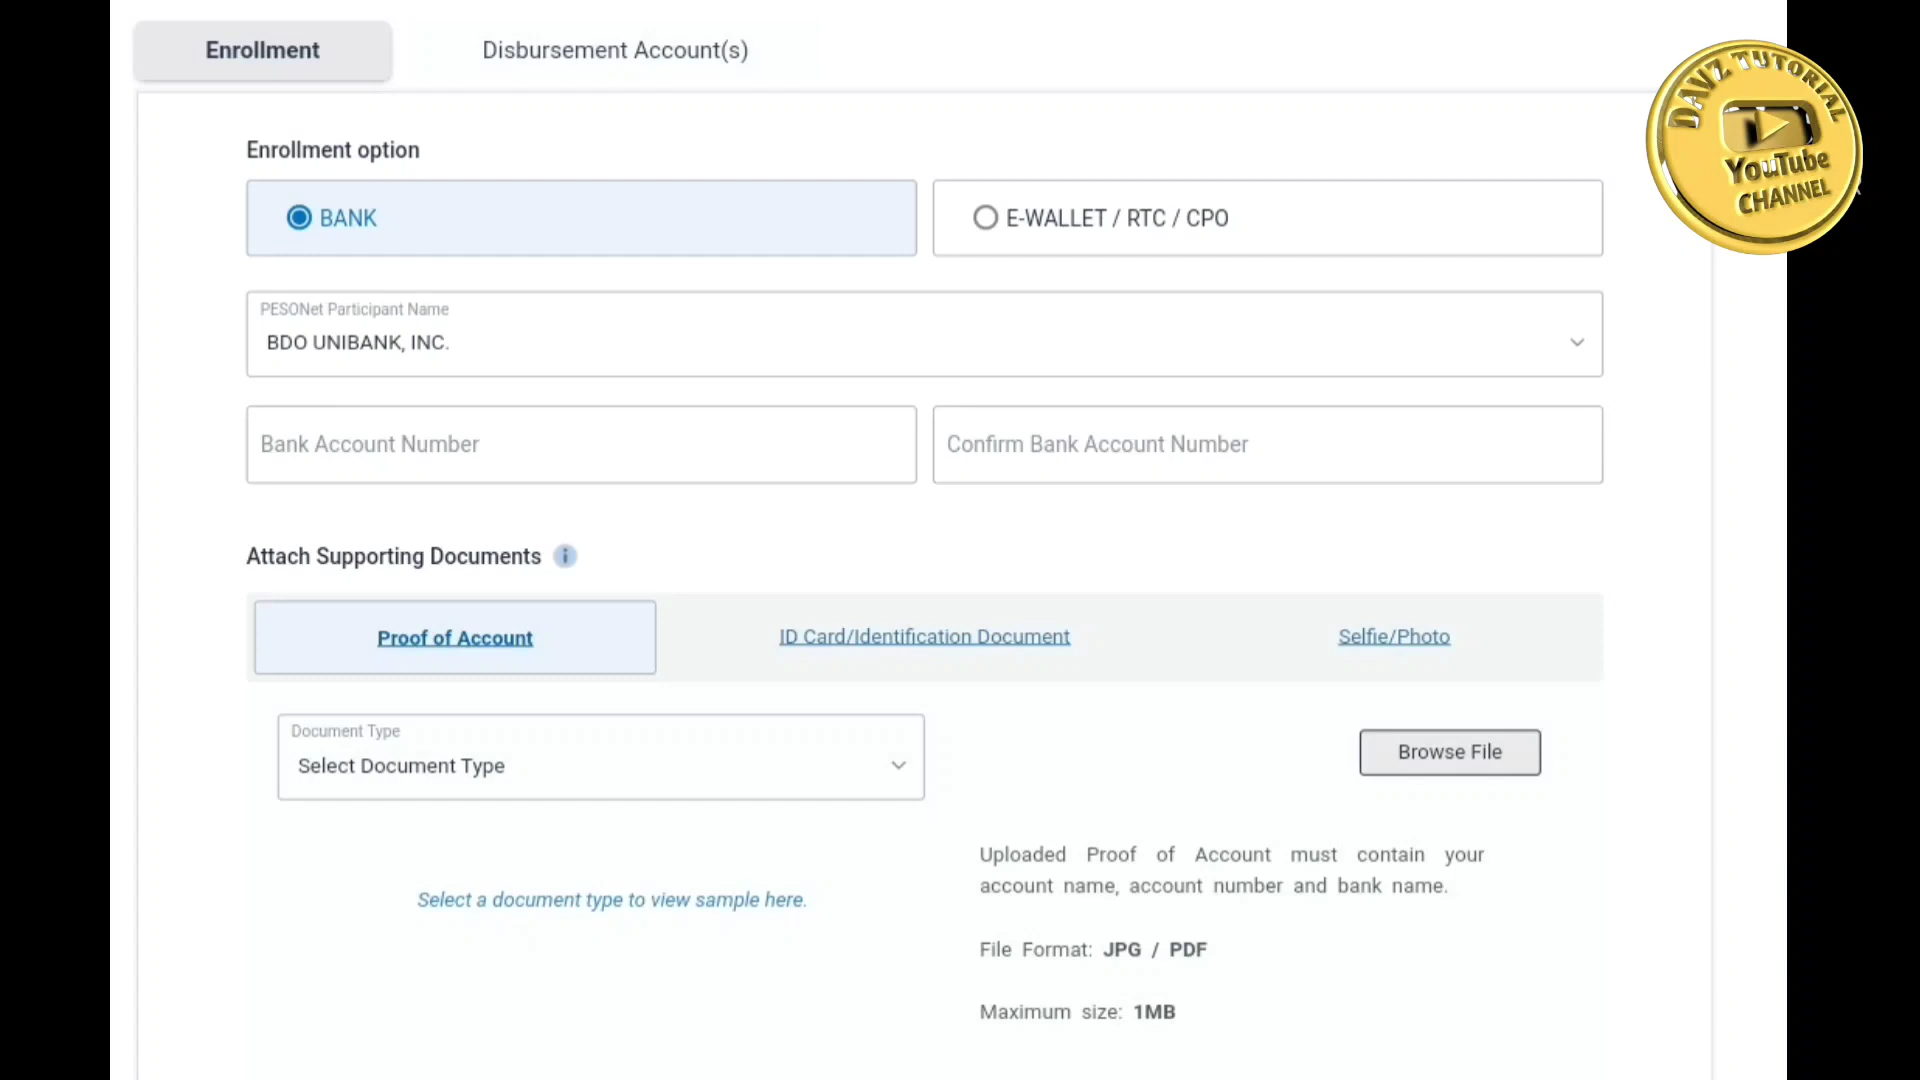 Enrollment
Disbursement Account(s)
DAVZ TUTORIAL
YouTube
CHANNEL
Enrollment option
BANK
E-WALLET / RTC / CPO
PESONet Participant Name
BDO UNIBANK, INC.
Bank Account Number
Confirm Bank Account Number
Attach Supporting Documents i
Proof of Account
ID Card/Identification Document
Selfie/Photo
Document Type
Select Document Type
Browse File
Select a document type to view sample here.
Uploaded Proof of Account must contain your
account name, account number and bank name.
File Format: JPG / PDF
Maximum size: 1MB